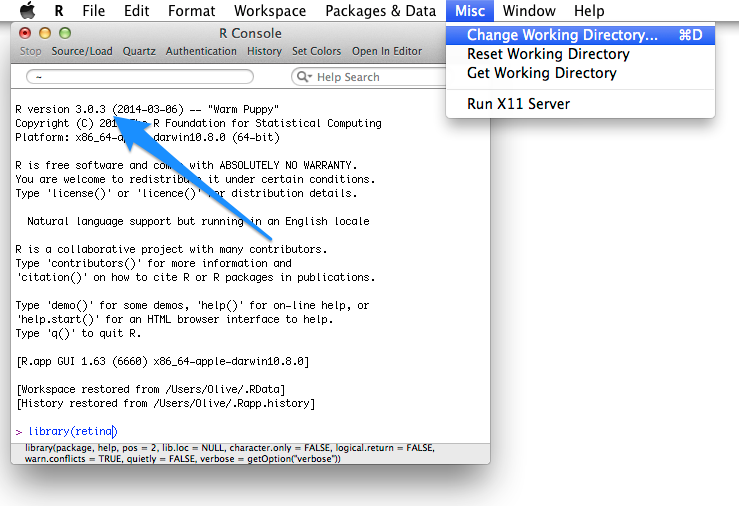 R File Edit Format Workspace Packages & Data Misc Window Help
Change Working Directory... ⌘D
Reset Working Directory
Get Working Directory
Run X11 Server
R Console
Stop Source/Load Quartz Authentication History Set Colors Open In Editor
~ Help Search
R version 3.0.3 (2014-03-06) -- "Warm Puppy"
Copyright (C) The R Foundation for Statistical Computing
Platform: x86_64-apple-darwin10.8.0 (64-bit)
R is free software and comes with ABSOLUTELY NO WARRANTY.
You are welcome to redistribute it under certain conditions.
Type 'license()' or 'licence()' for distribution details.
Natural language support but running in an English locale
R is a collaborative project with many contributors.
Type 'contributors()' for more information and
'citation()' on how to cite R or R packages in publications.
Type 'demo()' for some demos, 'help()' for on-line help, or
'help.start()' for an HTML browser interface to help.
Type 'q()' to quit R.
[R.app GUI 1.63 (6660) x86_64-apple-darwin10.8.0]
[Workspace restored from /Users/Olive/.RData]
[History restored from /Users/Olive/.Rapp.history]
> library(retina)
library(package, help, pos = 2, lib.loc = NULL, character.only = FALSE, logical.return = FALSE,
warn.conflicts = TRUE, quietly = FALSE, verbose = getOption("verbose"))